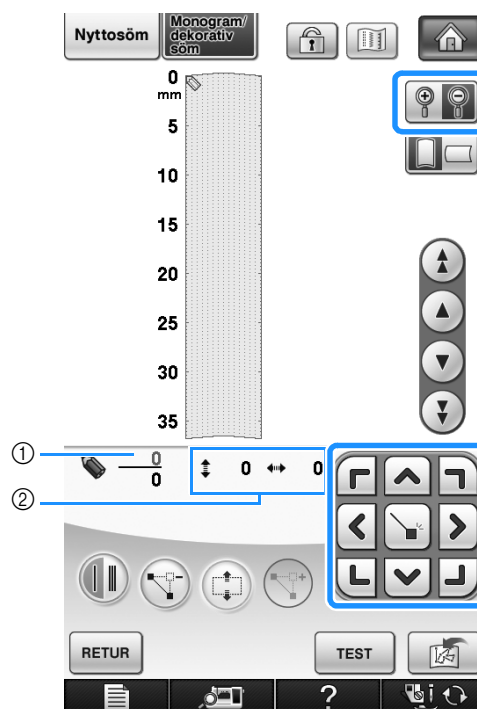 Nyttosöm
Monogram/
dekorativ
söm
0
mm
5
10
15
20
25
30
35
① 0
0
0 0
②
RETUR
TEST
?